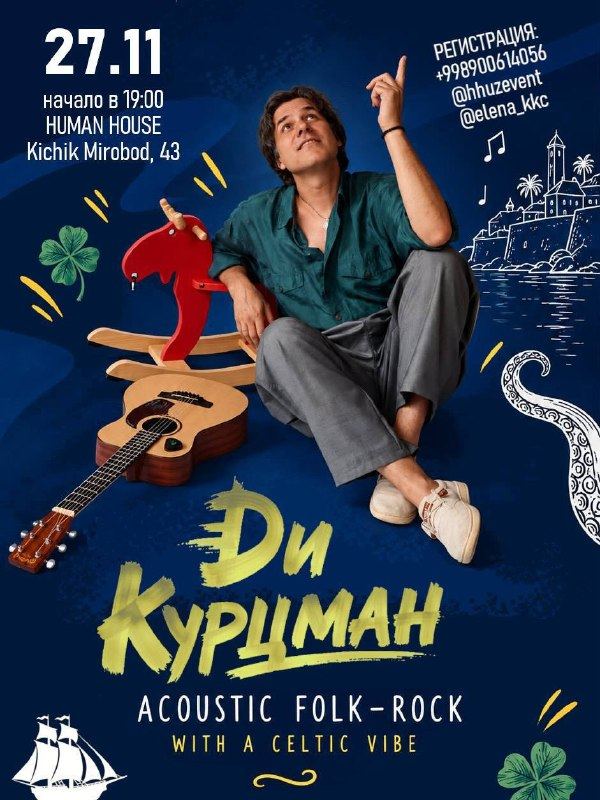 27.11
начало в 19:00
HUMAN HOUSE
Kichik Mirobod, 43
РЕГИСТРАЦИЯ:
+998900614056
@hhuzevent
@elena_kkc
Ди
Курцман
ACOUSTIC FOLK-ROCK
WITH A CELTIC VIBE